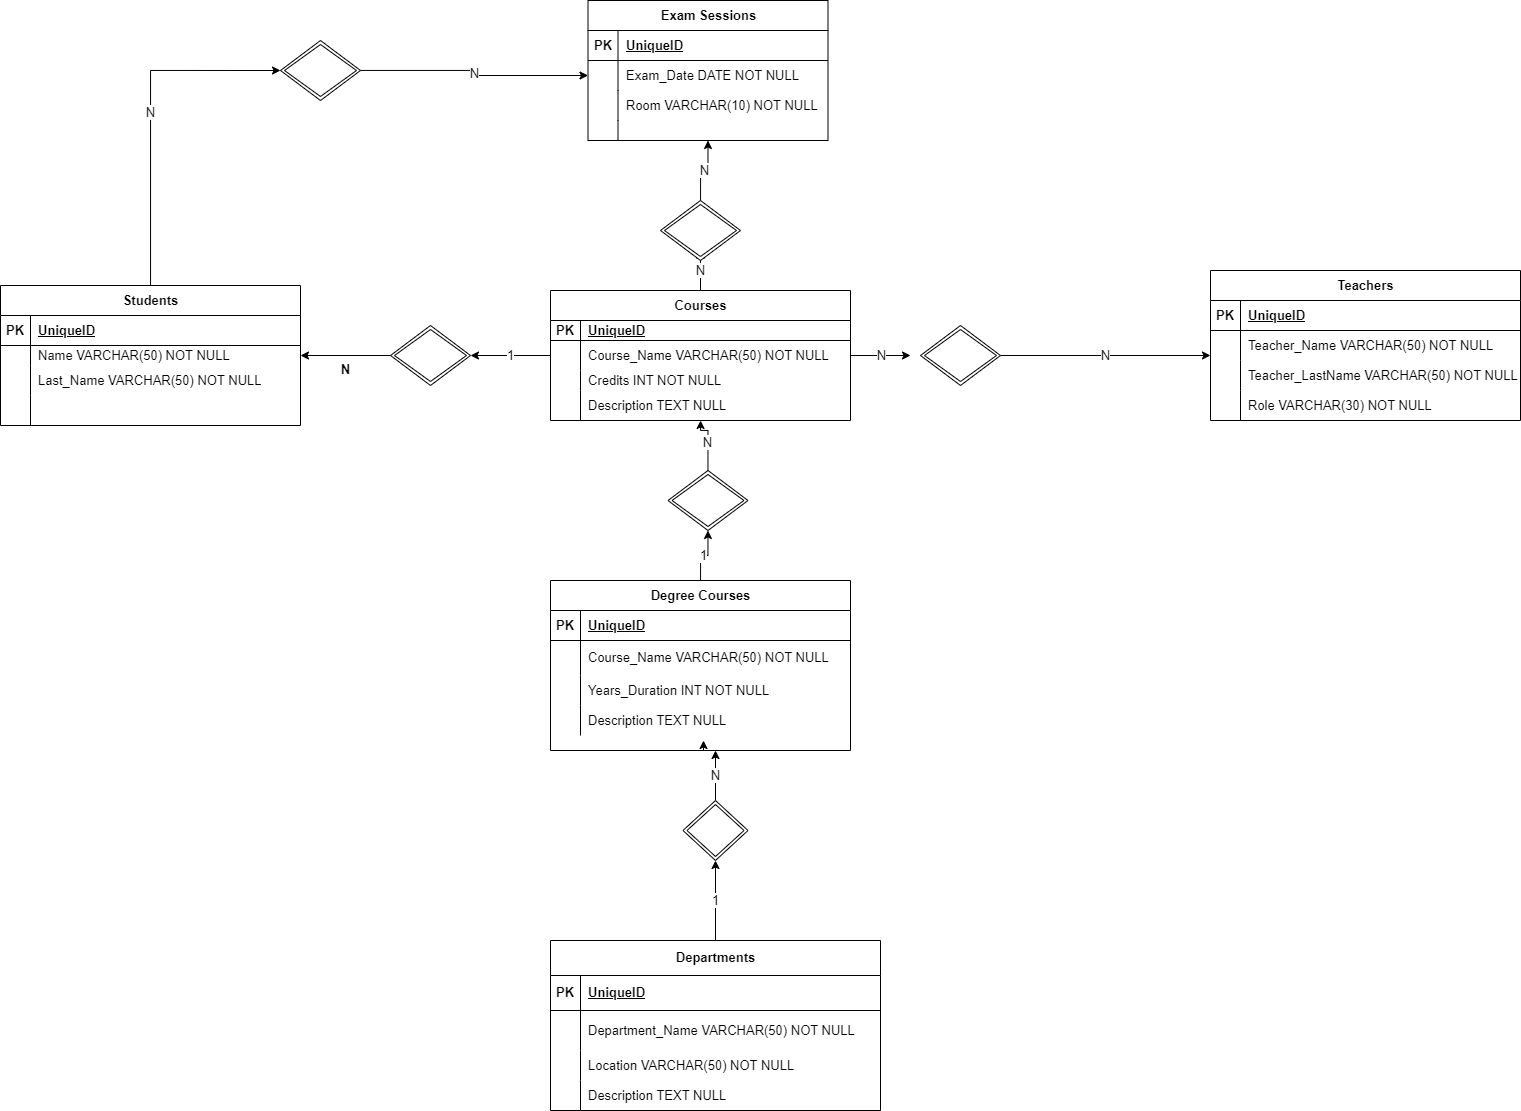 Exam Sessions
PK UniqueID
Exam_Date DATE NOT NULL
Room VARCHAR(10) NOT NULL
N
N
N
N
Students
PK UniqueID
Name VARCHAR(50) NOT NULL
Last_Name VARCHAR(50) NOT NULL
N
1
Courses
PK UniqueID
Course_Name VARCHAR(50) NOT NULL
Credits INT NOT NULL
Description TEXT NULL
N
N
Teachers
PK UniqueID
Teacher_Name VARCHAR(50) NOT NULL
Teacher_LastName VARCHAR(50) NOT NULL
Role VARCHAR(30) NOT NULL
N
1
Degree Courses
PK UniqueID
Course_Name VARCHAR(50) NOT NULL
Years_Duration INT NOT NULL
Description TEXT NULL
N
1
Departments
PK UniqueID
Department_Name VARCHAR(50) NOT NULL
Location VARCHAR(50) NOT NULL
Description TEXT NULL